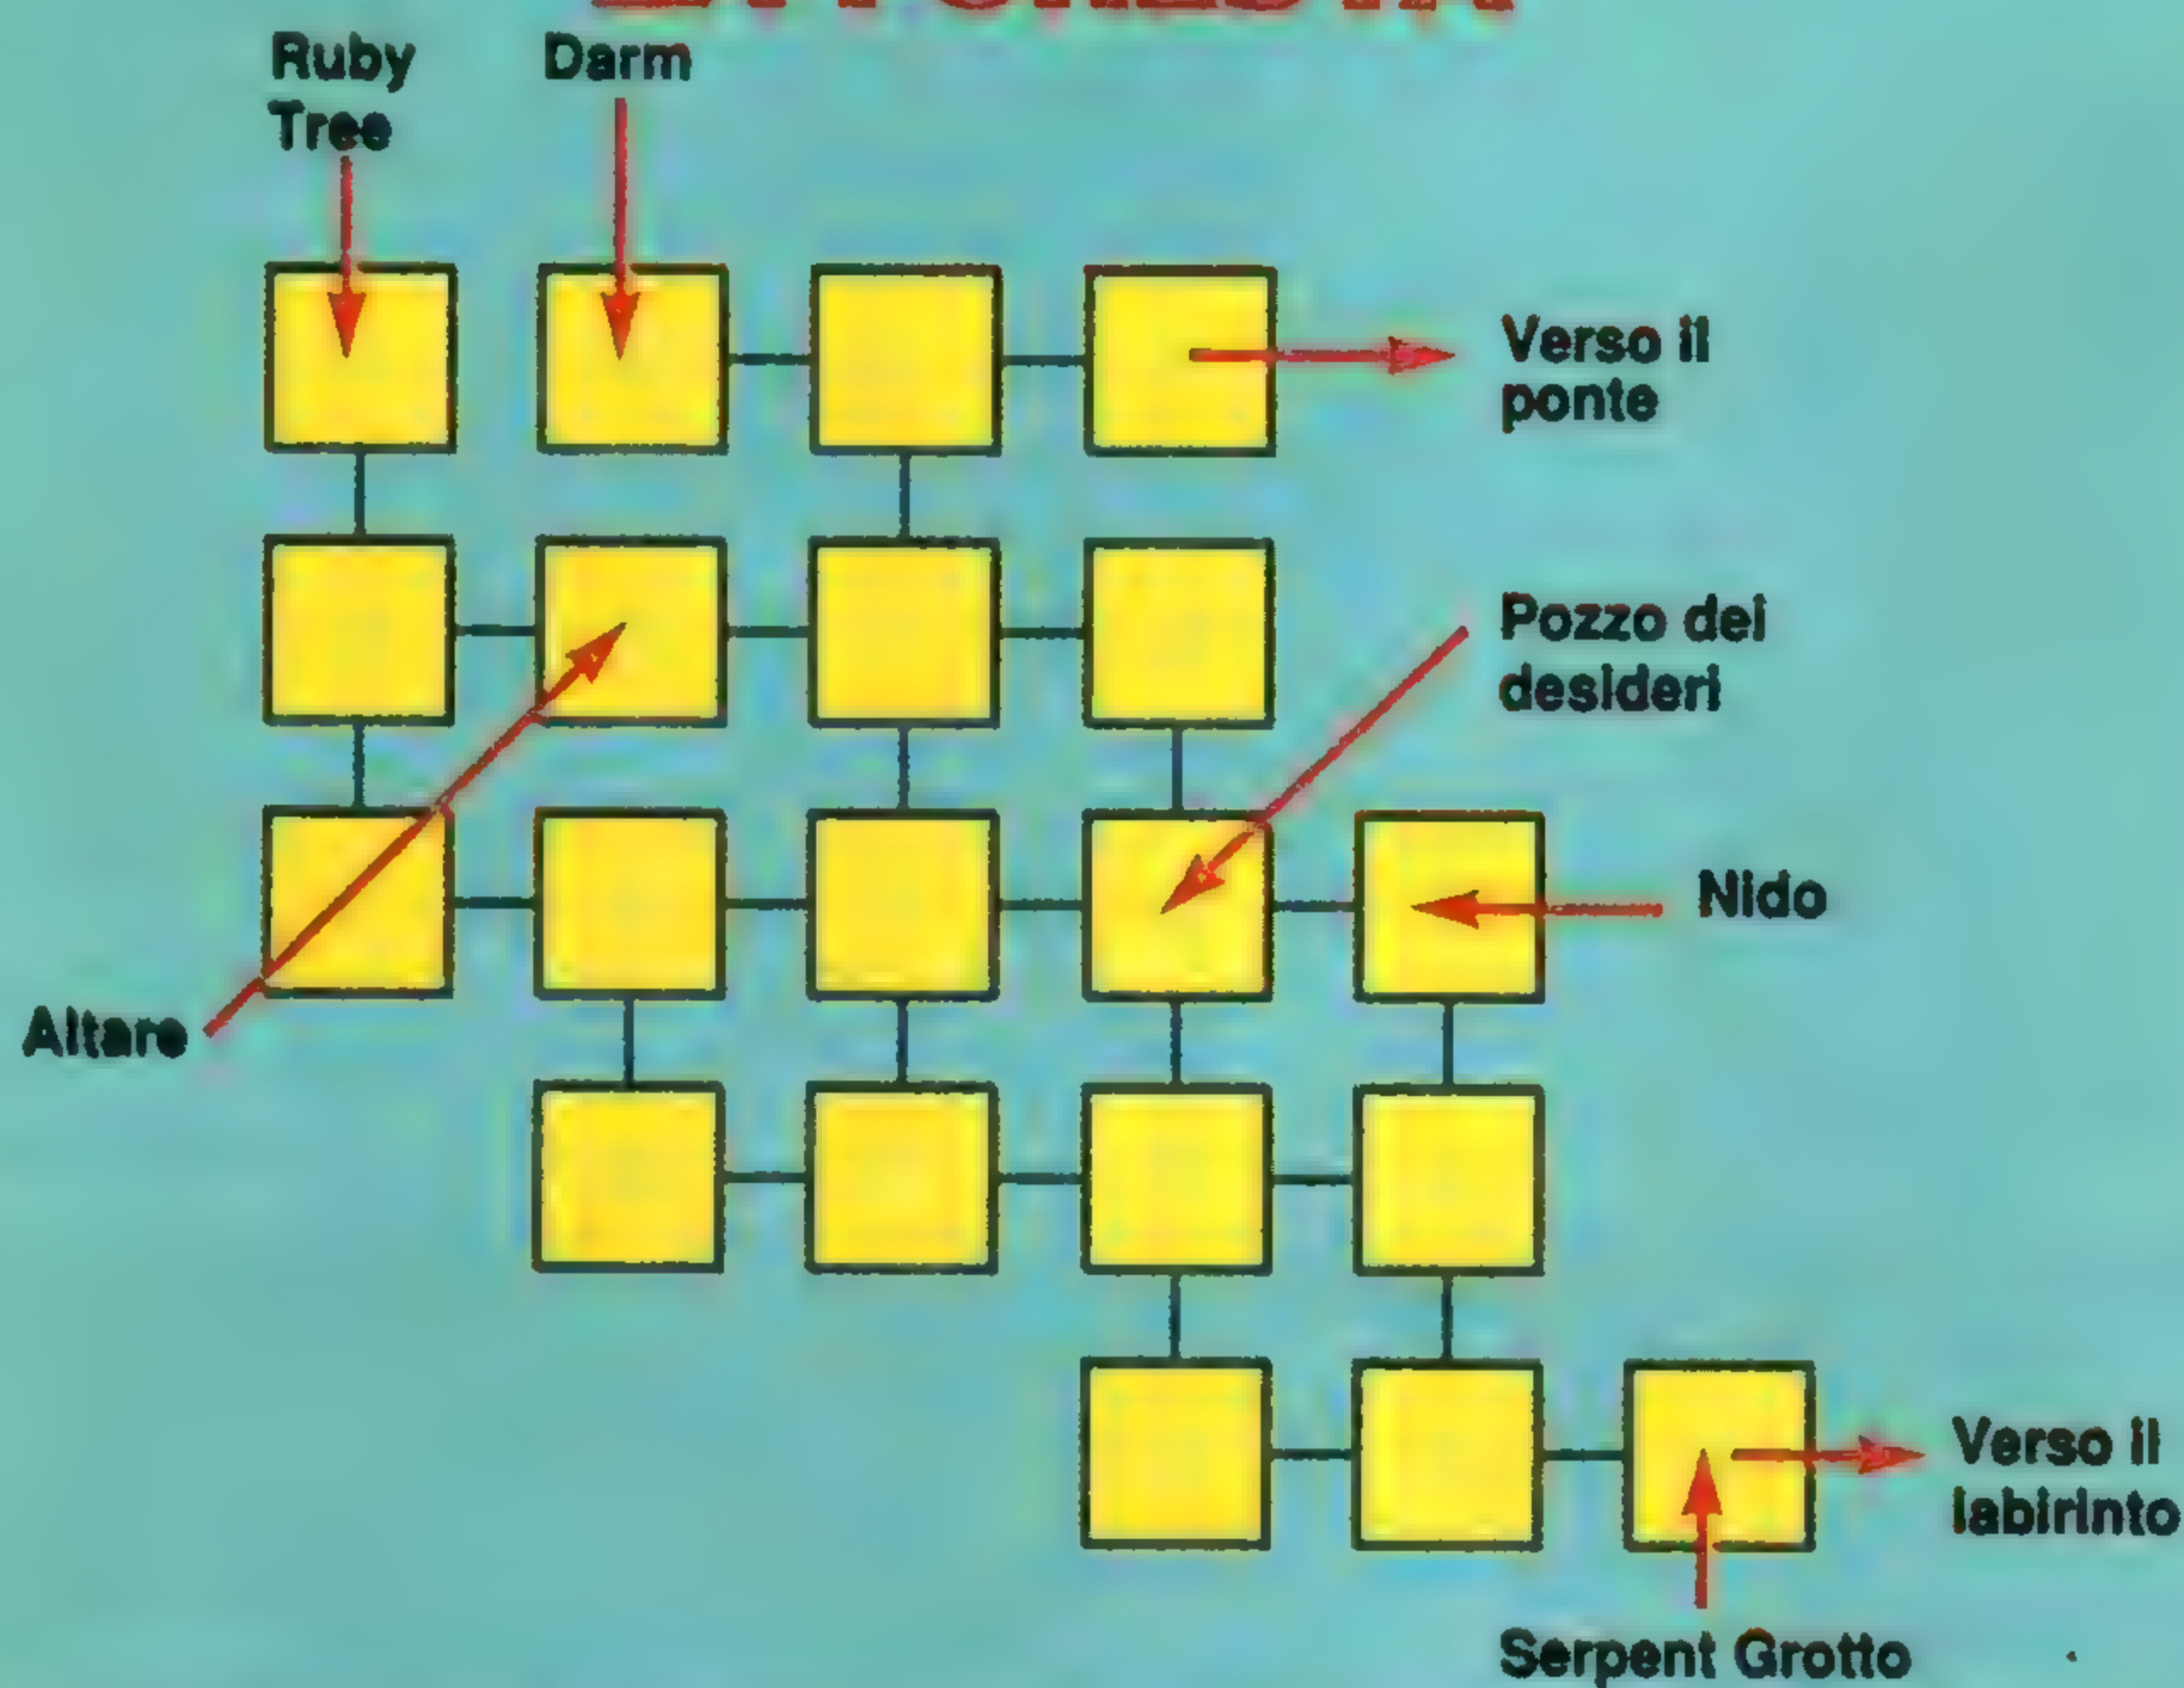 Ruby
Tree
Darm
Verso il
ponte
Pozzo dei
desideri
Nido
Altare
Verso il
labirinto
Serpent Grotto